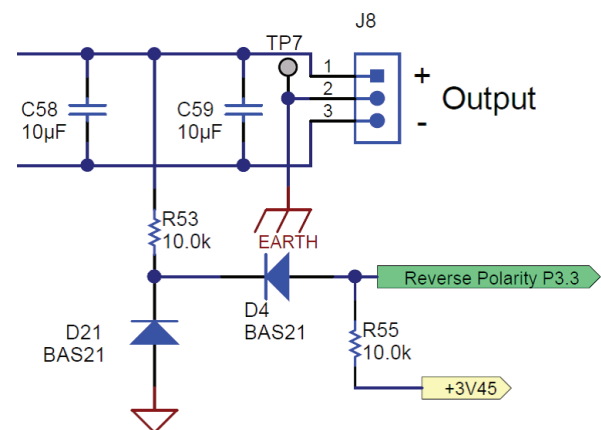 J8
TP7
1
2
3
+
-
Output
C58
10µF
C59
10µF
R53
10.0k
EARTH
Reverse Polarity P3.3
D4
BAS21
D21
BAS21
R55
10.0k
+3V45